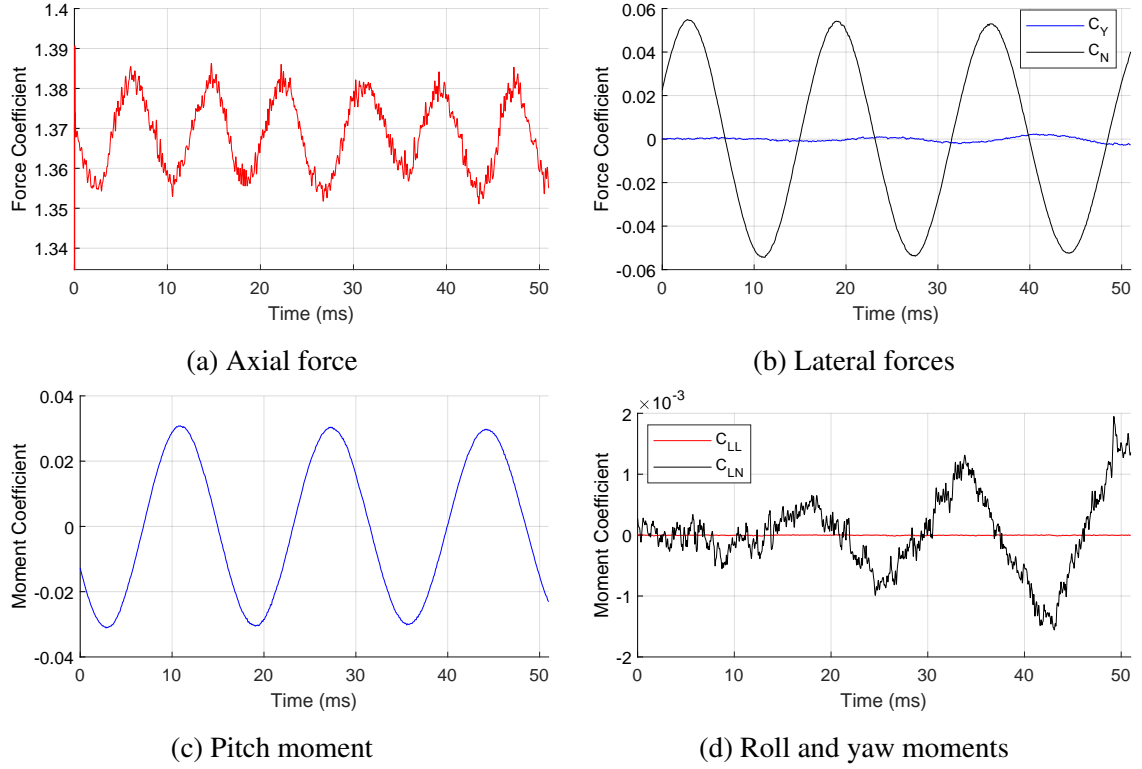 1.4
1.39
1.38
1.37
1.36
1.35
1.34
Force Coefficient
0 10 20 30 40 50
Time (ms)
(a) Axial force
0.06
0.04
0.02
0
-0.02
-0.04
-0.06
Force Coefficient
C_Y
C_N
0 10 20 30 40 50
Time (ms)
(b) Lateral forces
0.04
0.02
0
-0.02
-0.04
Moment Coefficient
0 10 20 30 40 50
Time (ms)
(c) Pitch moment
×10⁻³
2
1
0
-1
-2
Moment Coefficient
C_LL
C_LN
0 10 20 30 40 50
Time (ms)
(d) Roll and yaw moments